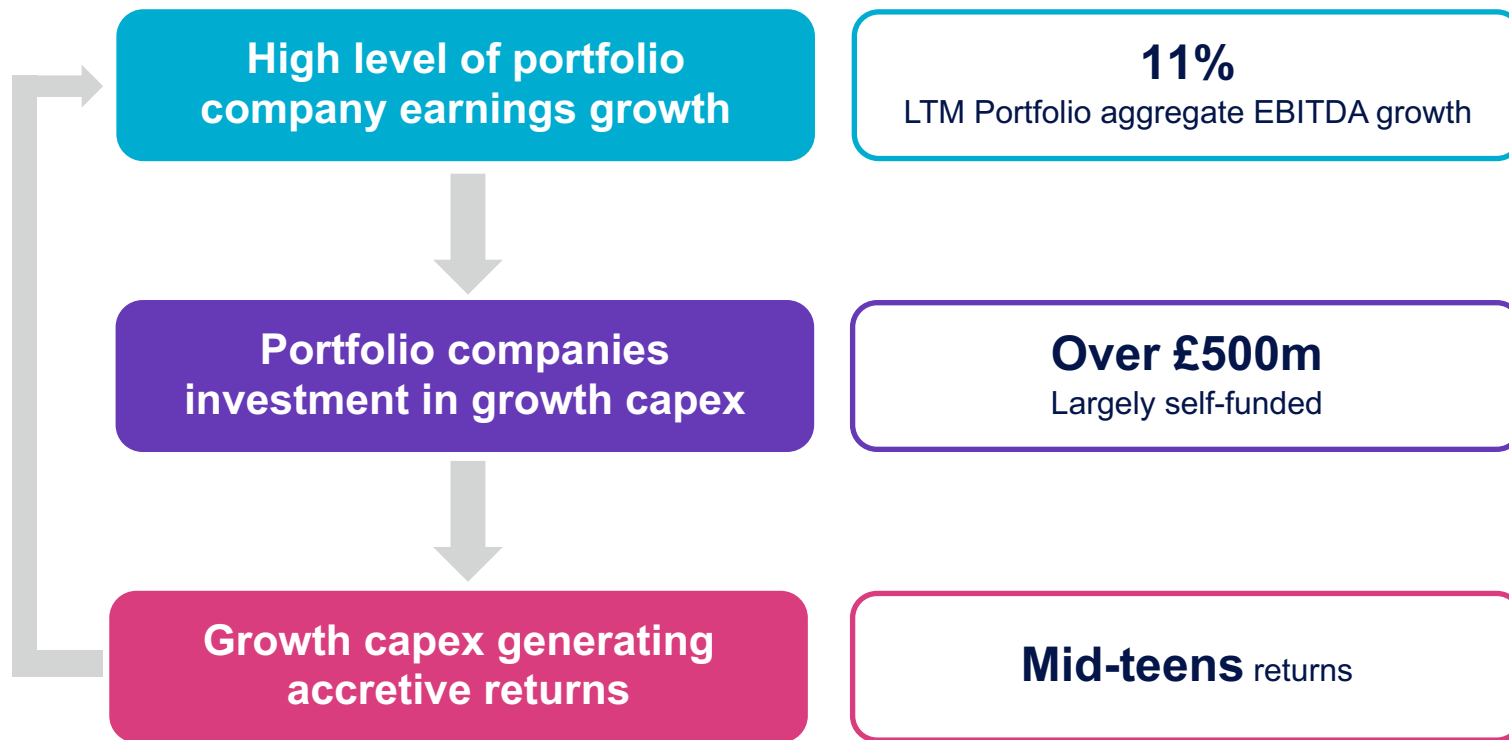 High level of portfolio
company earnings growth
11%
LTM Portfolio aggregate EBITDA growth
Portfolio companies
investment in growth capex
Over £500m
Largely self-funded
Growth capex generating
accretive returns
Mid-teens returns